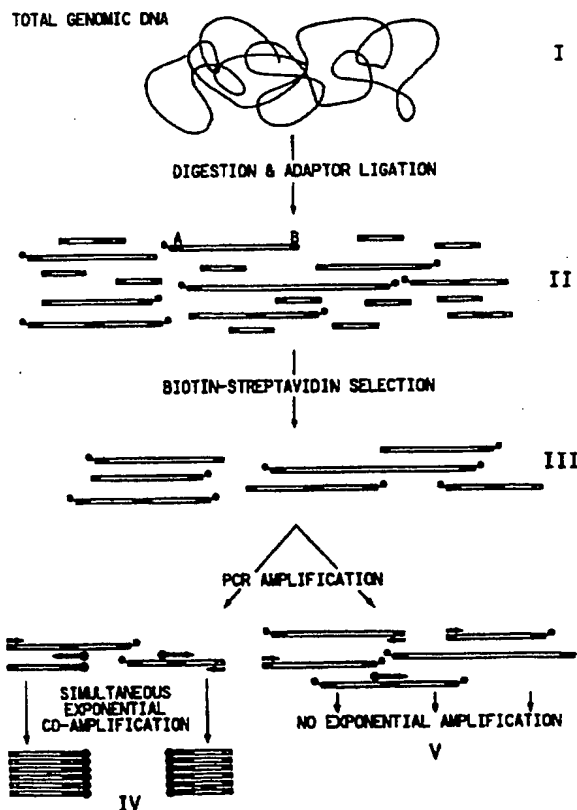 TOTAL GENOMIC DNA
I
DIGESTION & ADAPTOR LIGATION
A B
II
BIOTIN-STREPTAVIDIN SELECTION
III
PCR AMPLIFICATION
SIMULTANEOUS
EXPONENTIAL
CO-AMPLIFICATION
NO EXPONENTIAL AMPLIFICATION
V
IV